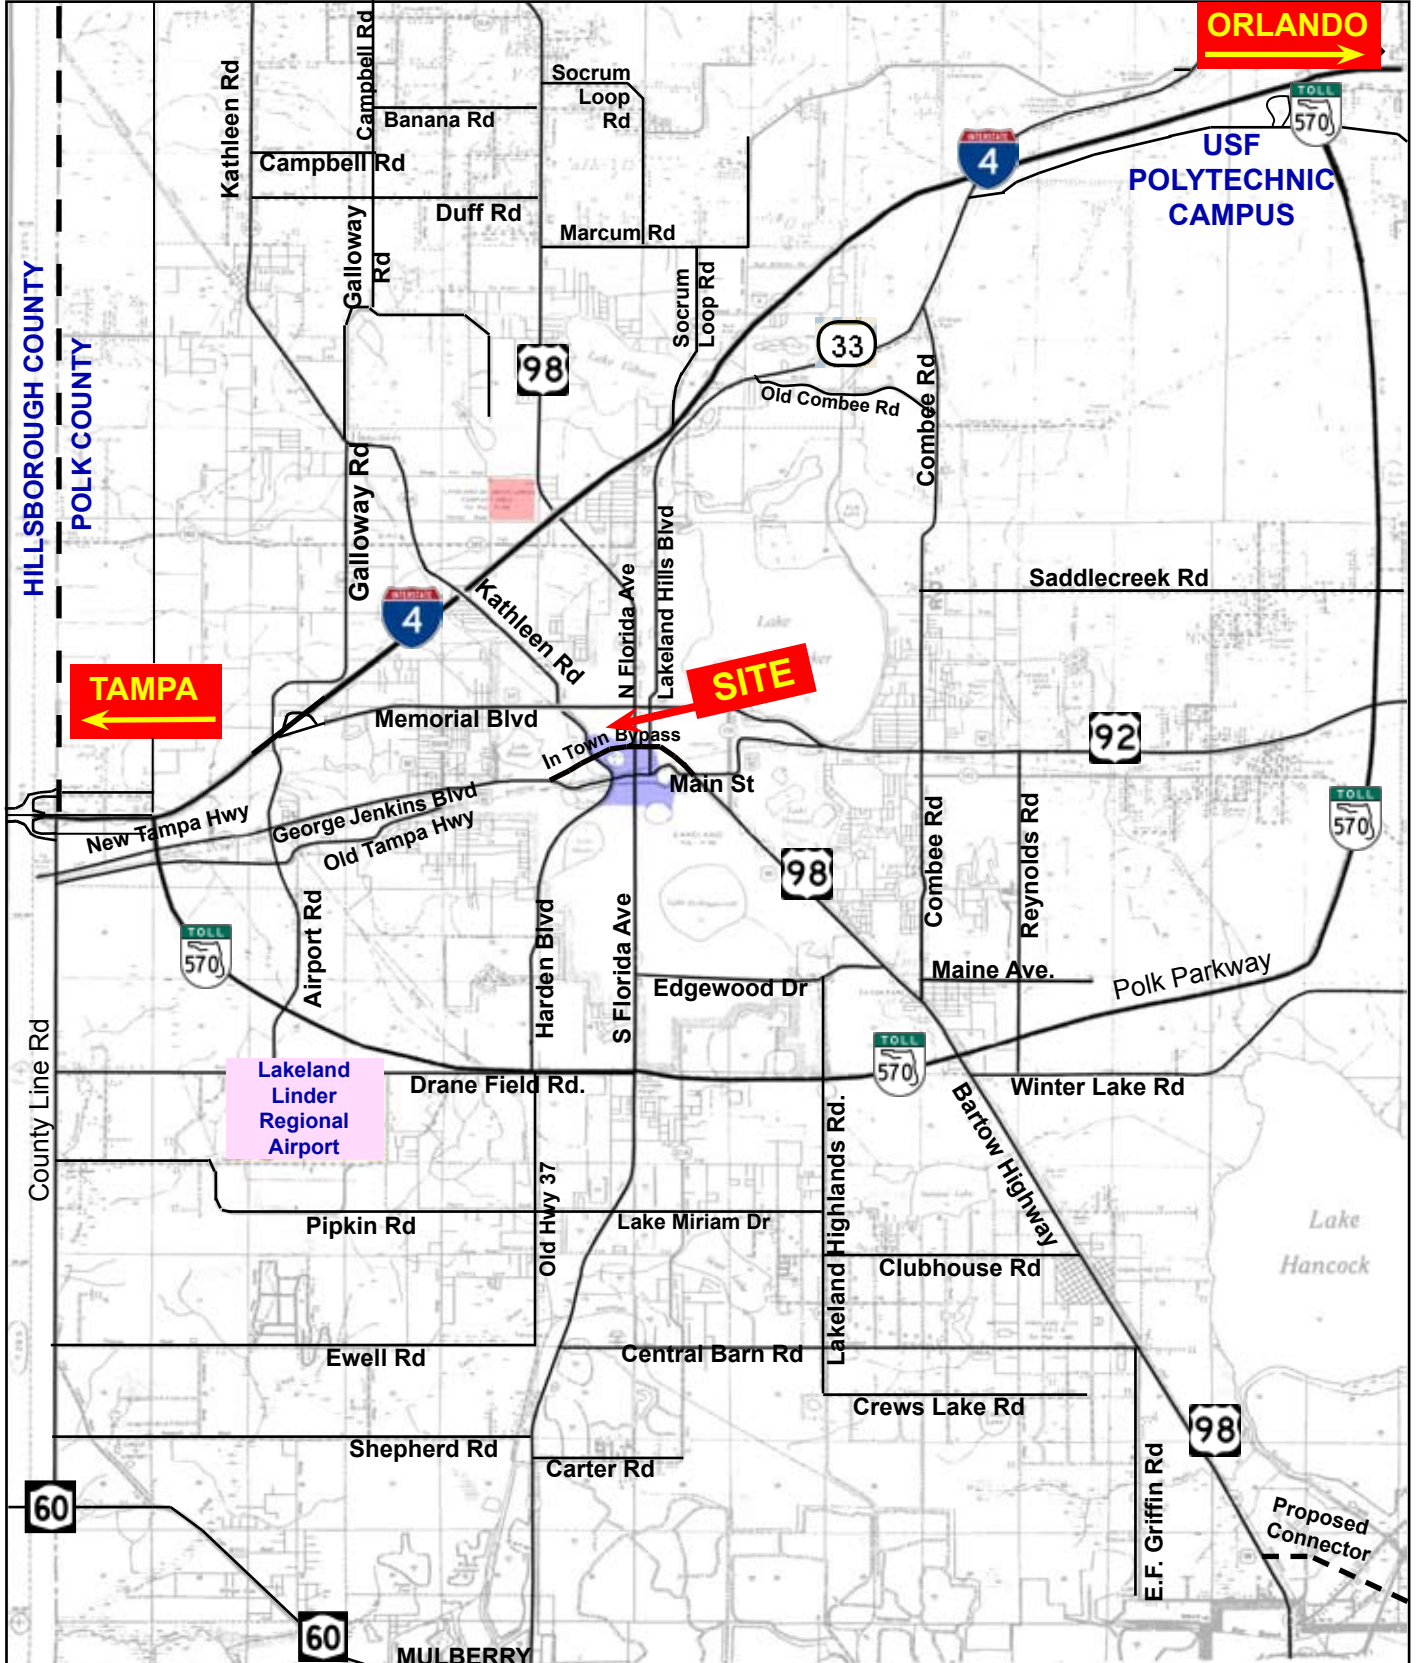 ORLANDO
Kathleen Rd
Campbell Rd
Socrum
Loop
Rd
Banana Rd
TOLL
570
INTERSTATE
4
USF
POLYTECHNIC
CAMPUS
Campbell Rd
Duff Rd
Galloway
Rd
Marcum Rd
Socrum
Loop Rd
HILLSBOROUGH COUNTY
POLK COUNTY
98
33
Old Combee Rd
Combee Rd
Galloway Rd
N Florida Ave
Lakeland Hills Blvd
Saddlecreek Rd
INTERSTATE
4
Kathleen Rd
Lake
SITE
TAMPA
Memorial Blvd
In Town Bypass
92
Main St
New Tampa Hwy
George Jenkins Blvd
Old Tampa Hwy
TOLL
570
98
Combee Rd
Reynolds Rd
Airport Rd
Harden Blvd
S Florida Ave
TOLL
570
Edgewood Dr
Maine Ave.
Polk Parkway
County Line Rd
TOLL
570
Lakeland
Linder
Regional
Airport
Drane Field Rd.
Winter Lake Rd
Bartow Highway
Lakeland Highlands Rd.
Old Hwy 37
Pipkin Rd
Lake Miriam Dr
Lake
Hancock
Clubhouse Rd
Ewell Rd
Central Barn Rd
Crews Lake Rd
98
Shepherd Rd
Carter Rd
E.F. Griffin Rd
60
Proposed
Connector
60
MULBERRY